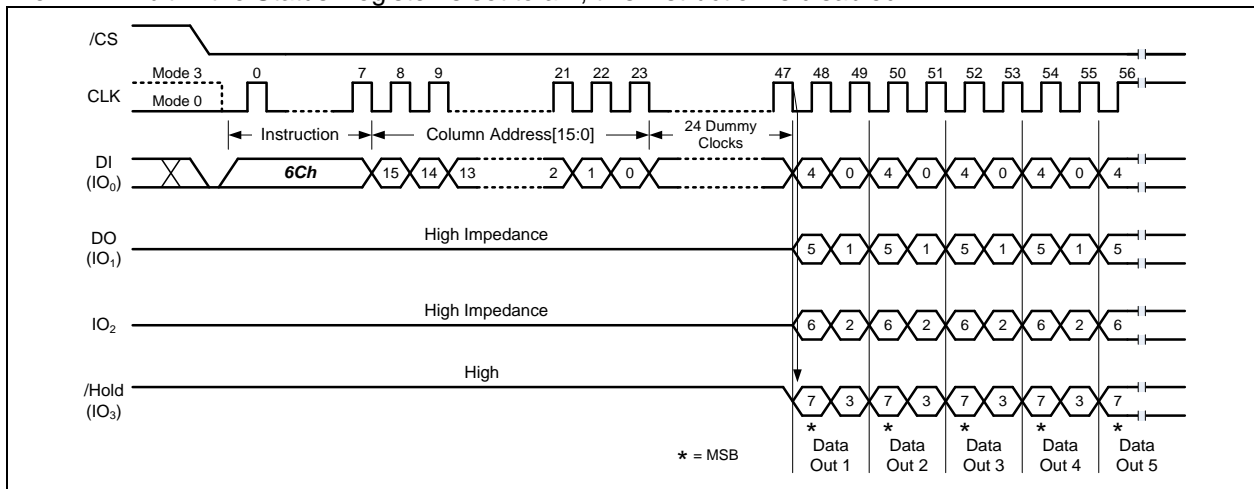 /CS
Mode 3
0 7 8 9 21 22 23 47 48 49 50 51 52 53 54 55 56
CLK
Mode 0
Instruction
Column Address[15:0]
24 Dummy
Clocks
DI
(IO0)
6Ch 15 14 13 2 1 0 4 0 4 0 4 0 4 0 4
High Impedance
DO
(IO1)
5 1 5 1 5 1 5 1 5
High Impedance
IO2
6 2 6 2 6 2 6 2 6
High
/Hold
(IO3)
7 3 7 3 7 3 7 3 7
* * * * *
* = MSB
Data Data Data Data Data
Out 1 Out 2 Out 3 Out 4 Out 5